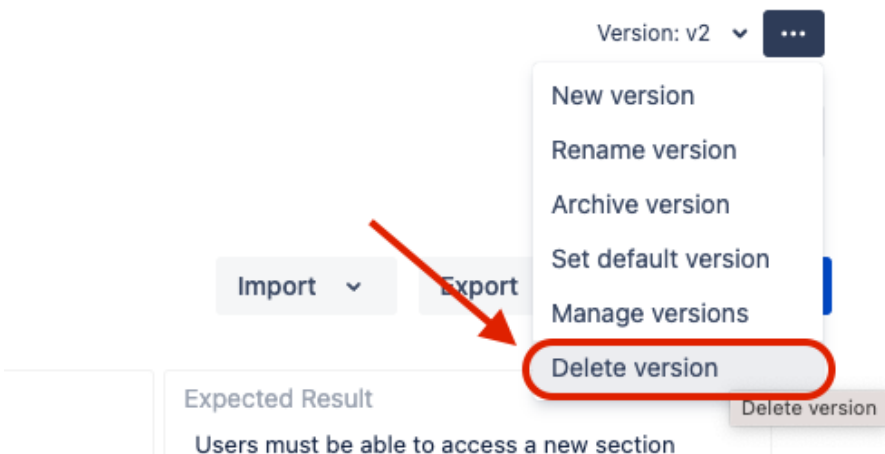 Version: v2
New version
Rename version
Archive version
Set default version
Import
Export
Manage versions
Delete version
Expected Result
Delete version
Users must be able to access a new section